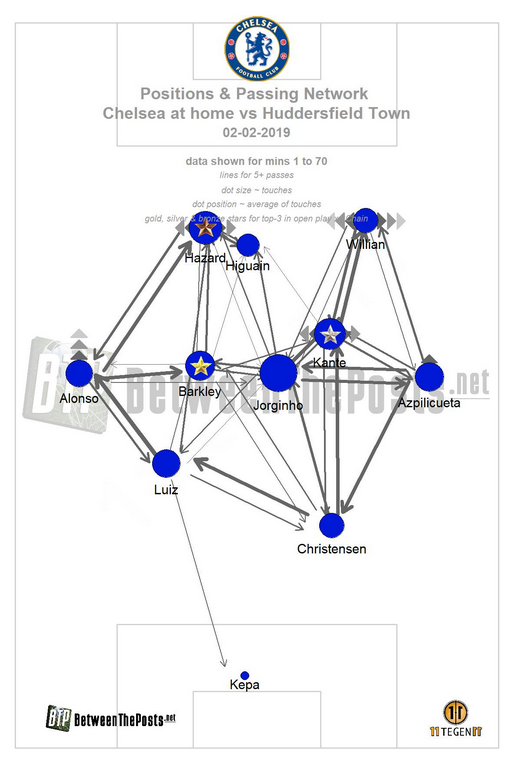 CHELSEA
FOOTBALL CLUB
Positions & Passing Network
Chelsea at home vs Huddersfield Town
02-02-2019
data shown for mins 1 to 70
lines for 5+ passes
dot size ~ touches
dot position ~ average of touches
gold, silver & bronze stars for top-3 in open play chain
Hazard
Higuain
Willian
Kante
BTP BetweenThePosts.net
Alonso
Barkley
Jorginho
Azpilicueta
Luiz
Christensen
Kepa
BTP BetweenThePosts.net
11
11TEGEN11